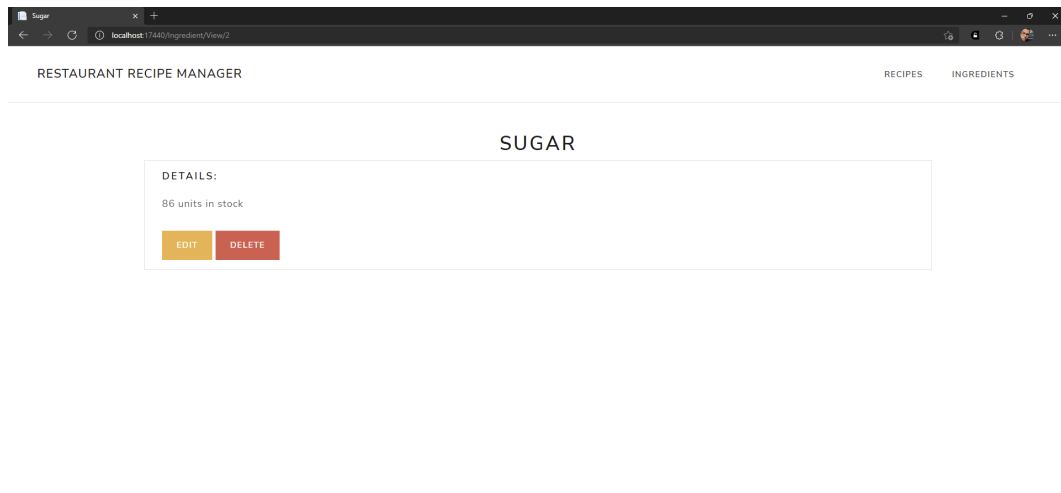 Sugar
localhost:17440/Ingredient/View/2
RESTAURANT RECIPE MANAGER
RECIPES INGREDIENTS
SUGAR
DETAILS:
86 units in stock
EDIT DELETE